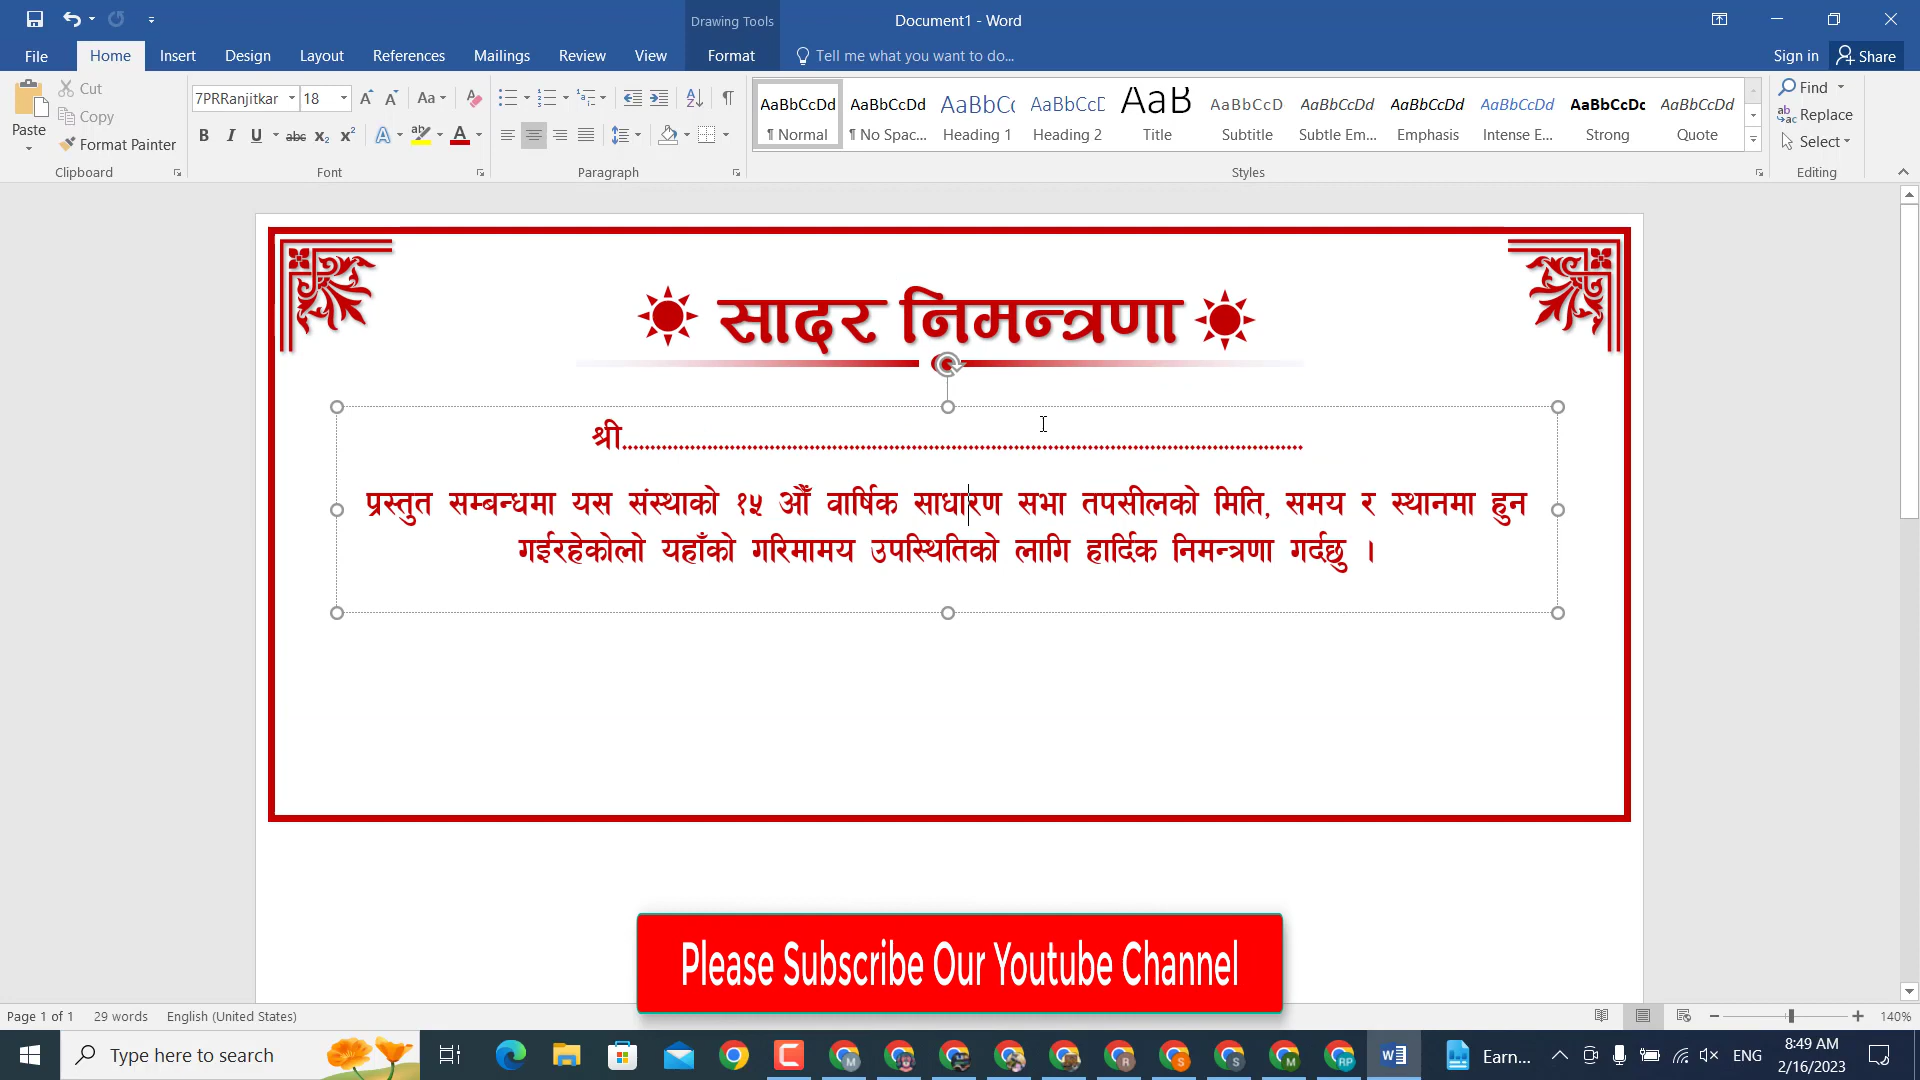 Drawing Tools
Document1 - Word
File Home Insert Design Layout References Mailings Review View Format Tell me what you want to do... Sign in Share
Paste
Cut
Copy
Format Painter
Clipboard
7PRRanjitkar 18
Font
Paragraph
AaBbCcDd AaBbCcDd AaBbCc AaBbCcD AaB AaBbCcD AaBbCcDd AaBbCcDd AaBbCcDd AaBbCcDc AaBbCcDd
¶ Normal ¶ No Spac... Heading 1 Heading 2 Title Subtitle Subtle Em... Emphasis Intense E... Strong Quote
Styles
Find
Replace
Select
Editing
सादर निमन्त्रणा
श्री..........................................................................................................
प्रस्तुत सम्बन्धमा यस संस्थाको १५ औँ वार्षिक साधारण सभा तपसीलको मिति, समय र स्थानमा हुन
गईरहेकोलो यहाँको गरिमामय उपस्थितिको लागि हार्दिक निमन्त्रणा गर्दछु ।
Please Subscribe Our Youtube Channel
Page 1 of 1 29 words English (United States) 140%
Type here to search
Earn...
ENG
8:49 AM
2/16/2023